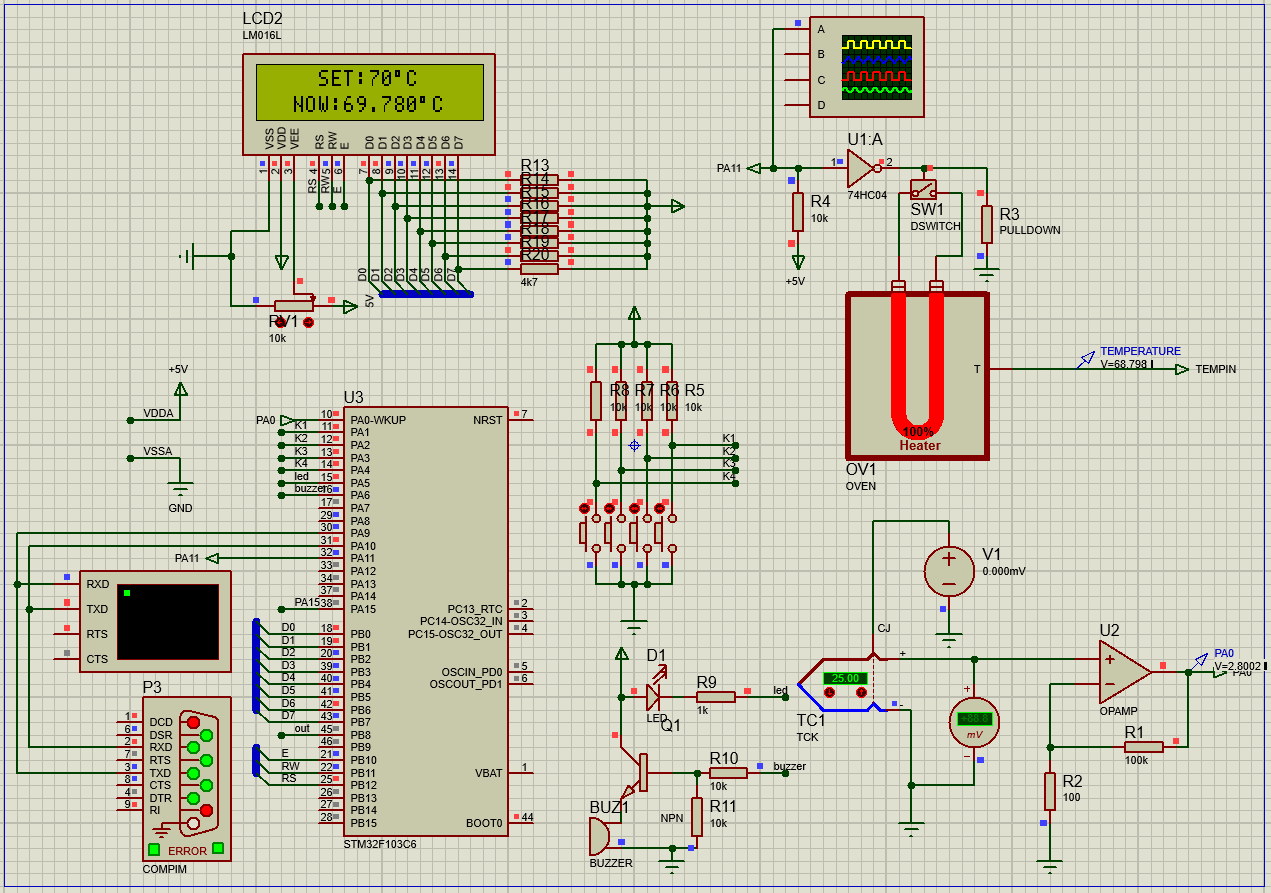 LCD2
LM016L
SET:70°C
NOW:69.780°C
VSS
VDD
VEE
RS
RW
E
D0
D1
D2
D3
D4
D5
D6
D7
1
2
3
4
5
6
7
8
9
10
11
12
13
14
RS
RW
E
D0
D1
D2
D3
D4
D5
D6
D7
5V
R13
R14
R15
R16
R17
R18
R19
R20
4k7
RV1
10k
A
B
C
D
PA11
U1:A
1
2
74HC04
R4
10k
+5V
SW1
DSWITCH
R3
PULLDOWN
100%
Heater
T
OV1
OVEN
TEMPERATURE
V=68.798
TEMPIN
+5V
VDDA
VSSA
GND
U3
PA0
K1
K2
K3
K4
led
buzzer
10 PA0-WKUP
11 PA1
12 PA2
13 PA3
14 PA4
15 PA5
16 PA6
17 PA7
29 PA8
30 PA9
31 PA10
PA11 32 PA11
33 PA12
34 PA13
37 PA14
PA15 38 PA15
D0 18 PB0
D1 19 PB1
D2 20 PB2
D3 39 PB3
D4 40 PB4
D5 41 PB5
D6 42 PB6
D7 43 PB7
out 45 PB8
46 PB9
E 21 PB10
RW 22 PB11
RS 25 PB12
26 PB13
27 PB14
28 PB15
NRST 7
PC13_RTC 2
PC14-OSC32_IN 3
PC15-OSC32_OUT 4
OSCIN_PD0 5
OSCOUT_PD1 6
VBAT 1
BOOT0 44
STM32F103C6
RXD
TXD
RTS
CTS
P3
1 DCD
6 DSR
2 RXD
7 RTS
3 TXD
8 CTS
4 DTR
9 RI
ERROR
COMPIM
R8
R7
R6
R5
10k
10k
10k
10k
K1
K2
K3
K4
D1
LED
R9
1k
led
Q1
NPN
R10
10k
buzzer
R11
10k
BUZ1
BUZZER
V1
0.000mV
CJ
25.00
+
-
TC1
TCK
+
mV
−
U2
OPAMP
PA0
V=2.8002
PA0
R1
100k
R2
100